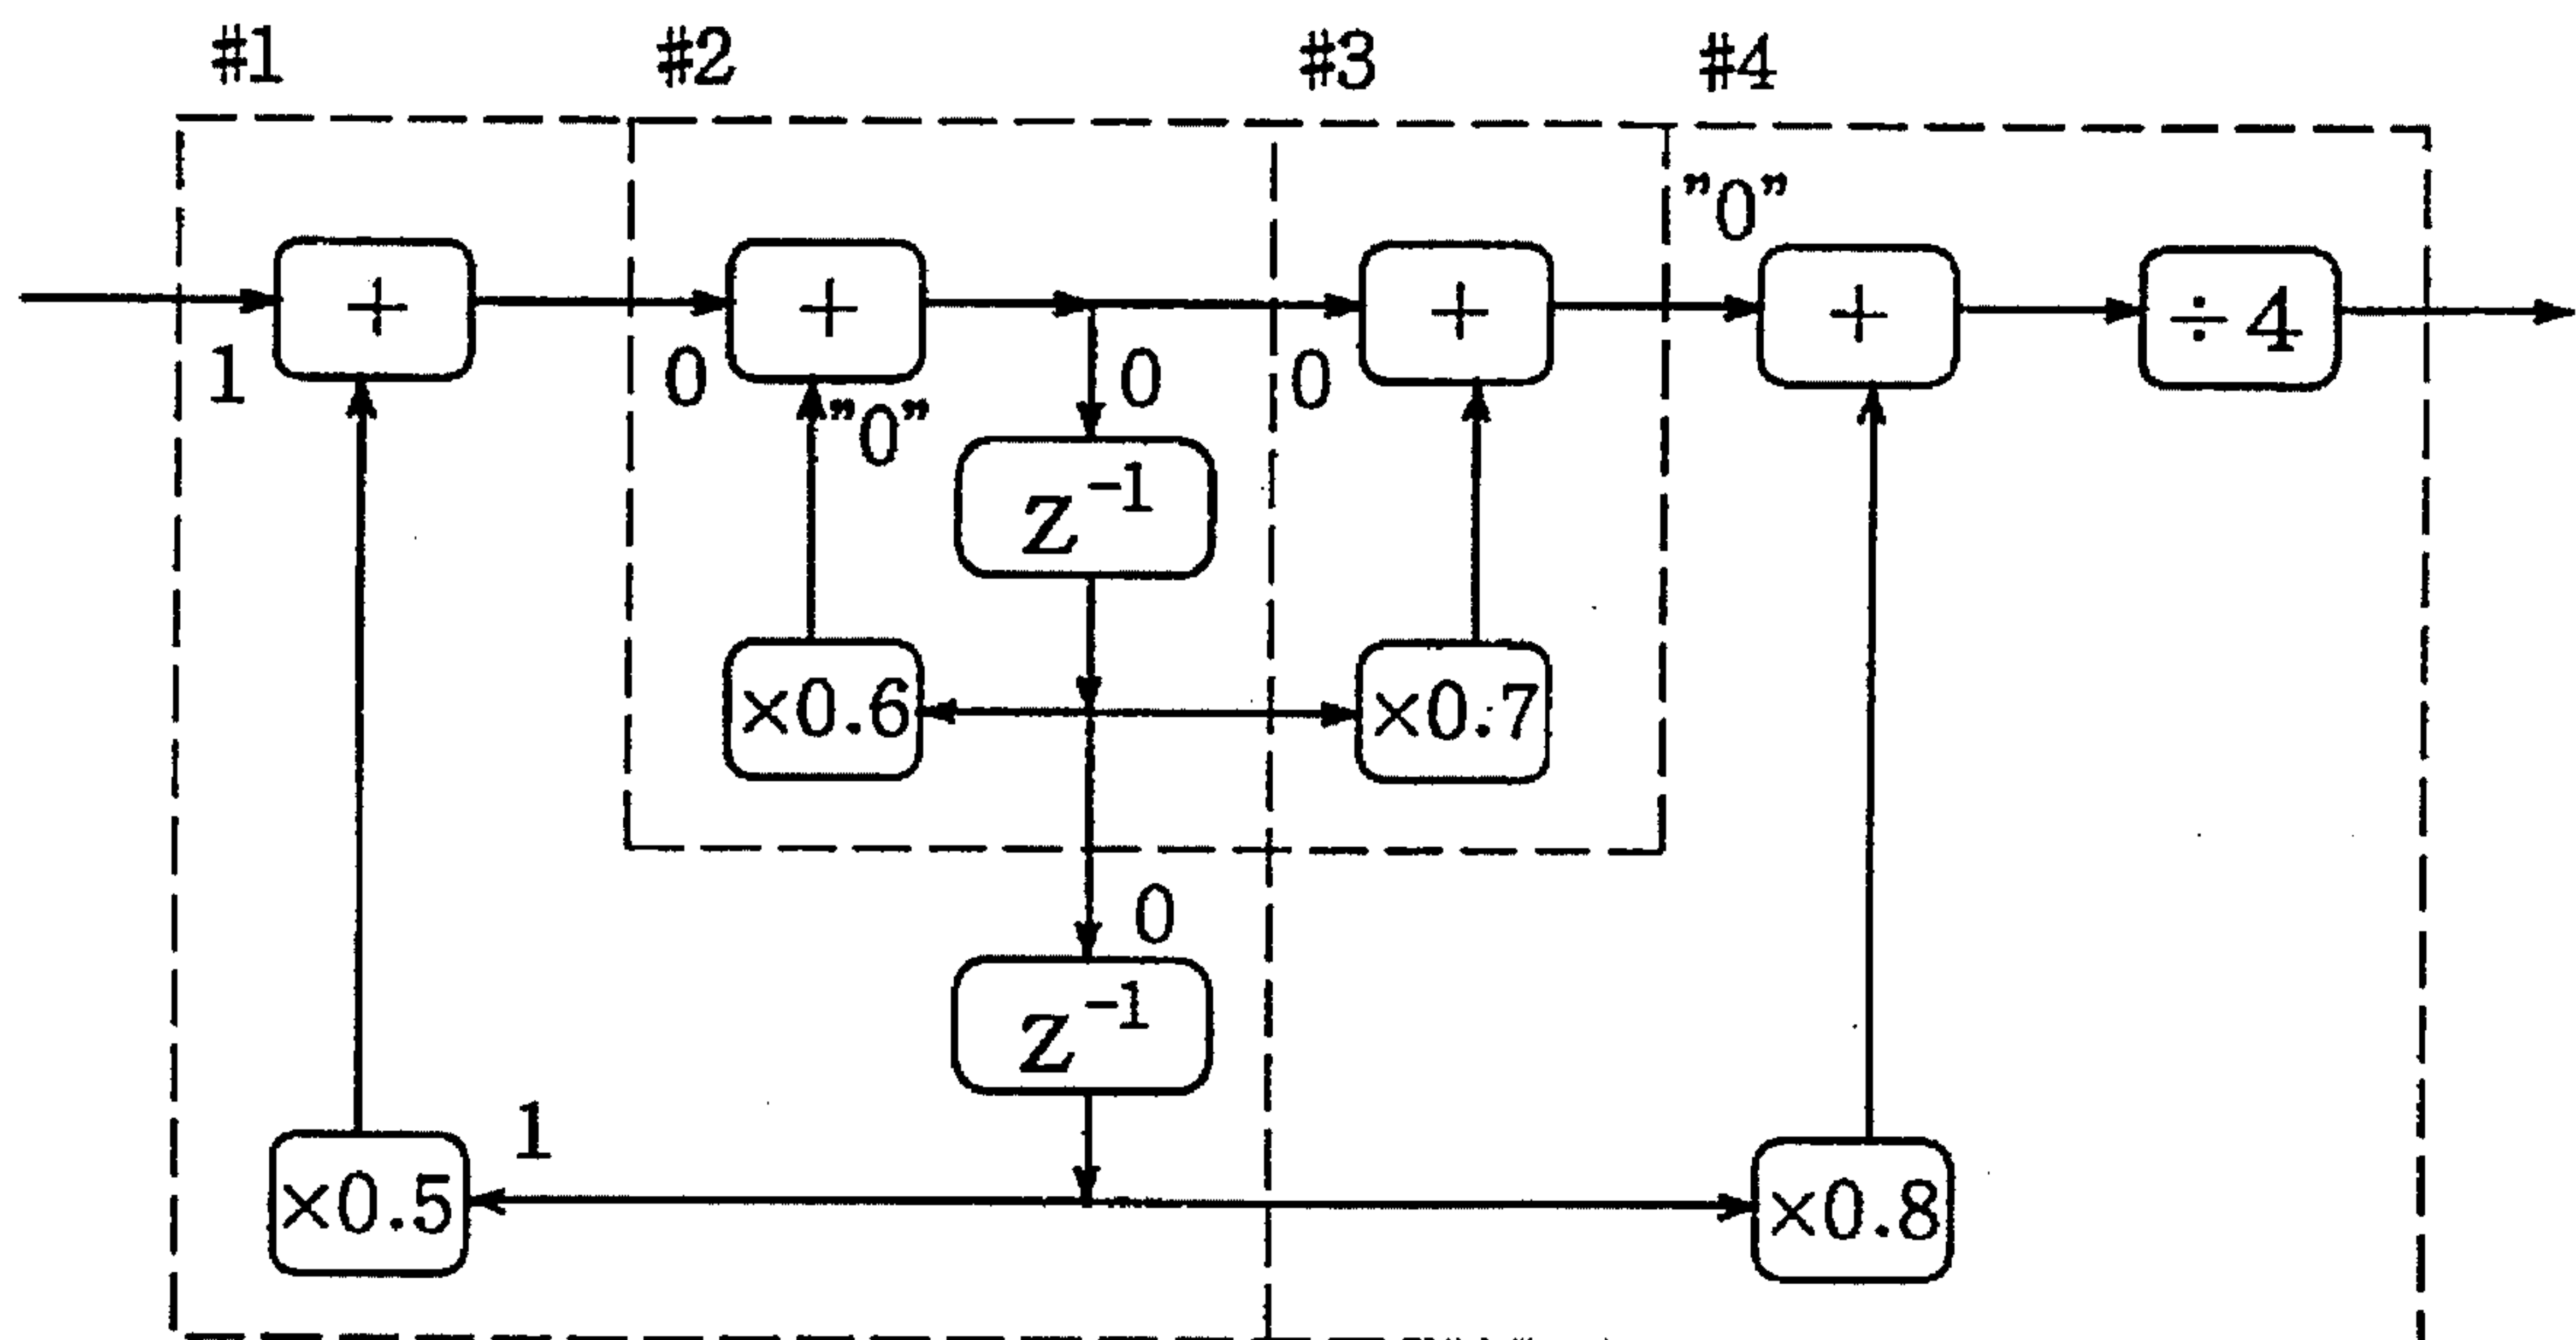 #1 #2 #3 #4
"0"
+ + + + ÷4
1 0 0 0
"0"
z⁻¹
×0.6 ×0.7
0
z⁻¹
1
×0.5 ×0.8